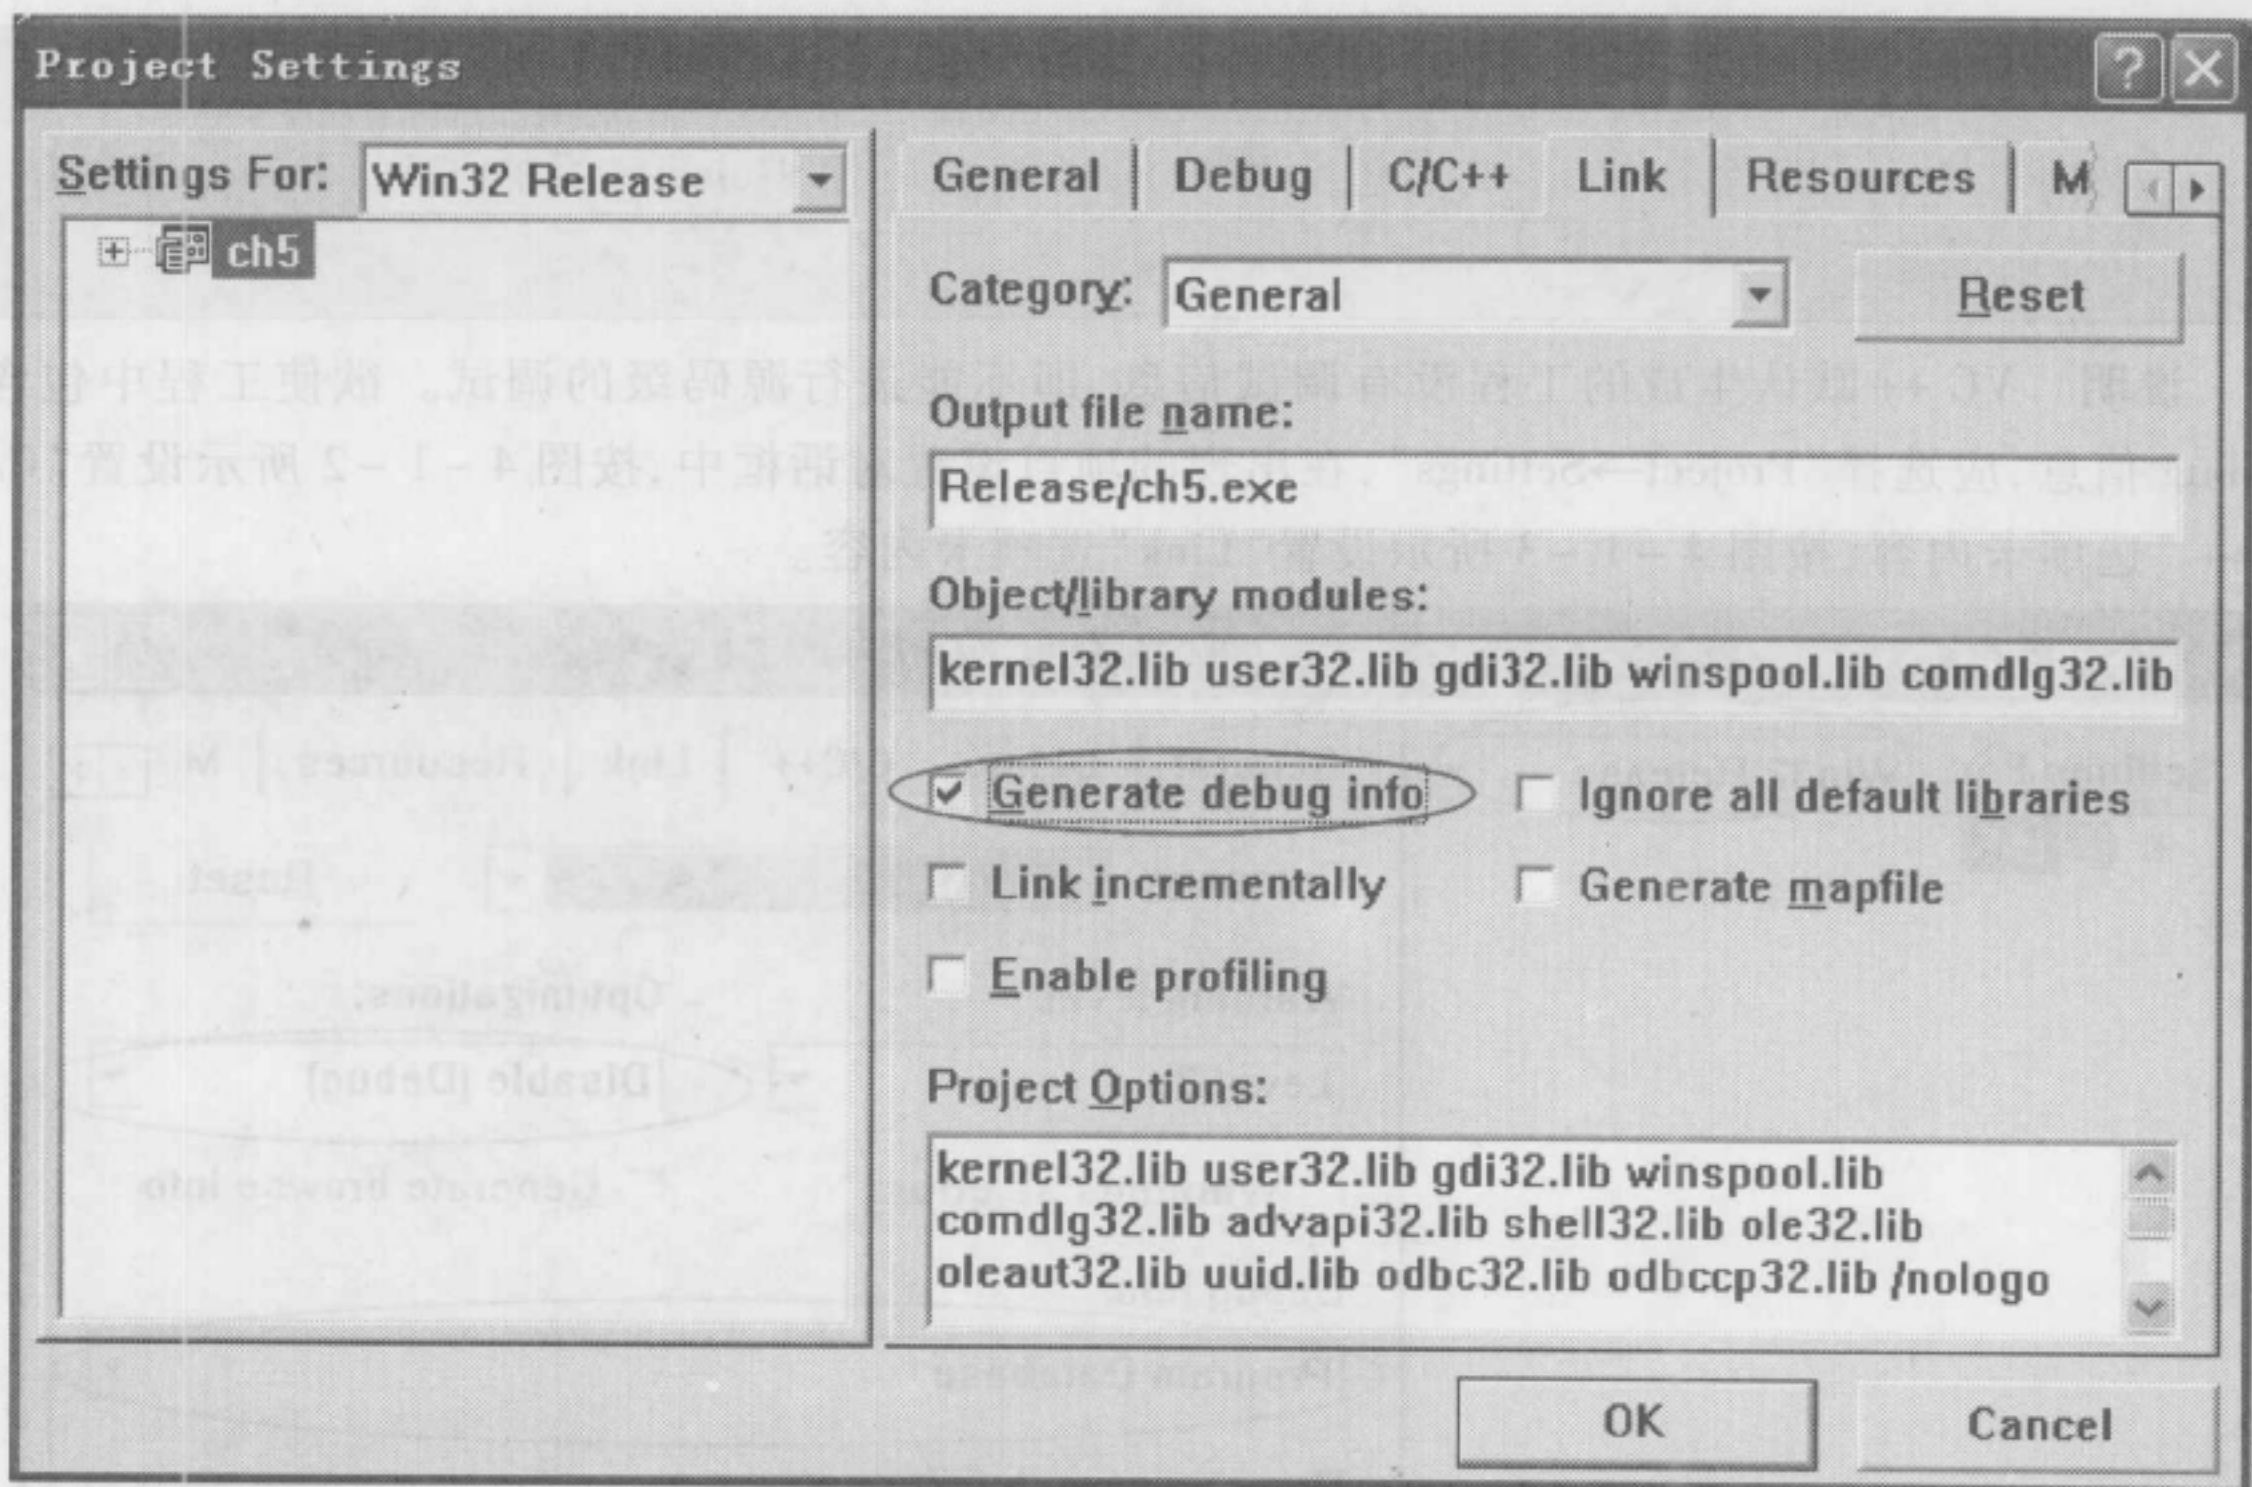 Project Settings
Settings For: Win32 Release
ch5
General Debug C/C++ Link Resources M
Category: General Reset
Output file name:
Release/ch5.exe
Object/library modules:
kernel32.lib user32.lib gdi32.lib winspool.lib comdlg32.lib
Generate debug info Ignore all default libraries
Link incrementally Generate mapfile
Enable profiling
Project Options:
kernel32.lib user32.lib gdi32.lib winspool.lib
comdlg32.lib advapi32.lib shell32.lib ole32.lib
oleaut32.lib uuid.lib odbc32.lib odbccp32.lib /nologo
OK Cancel